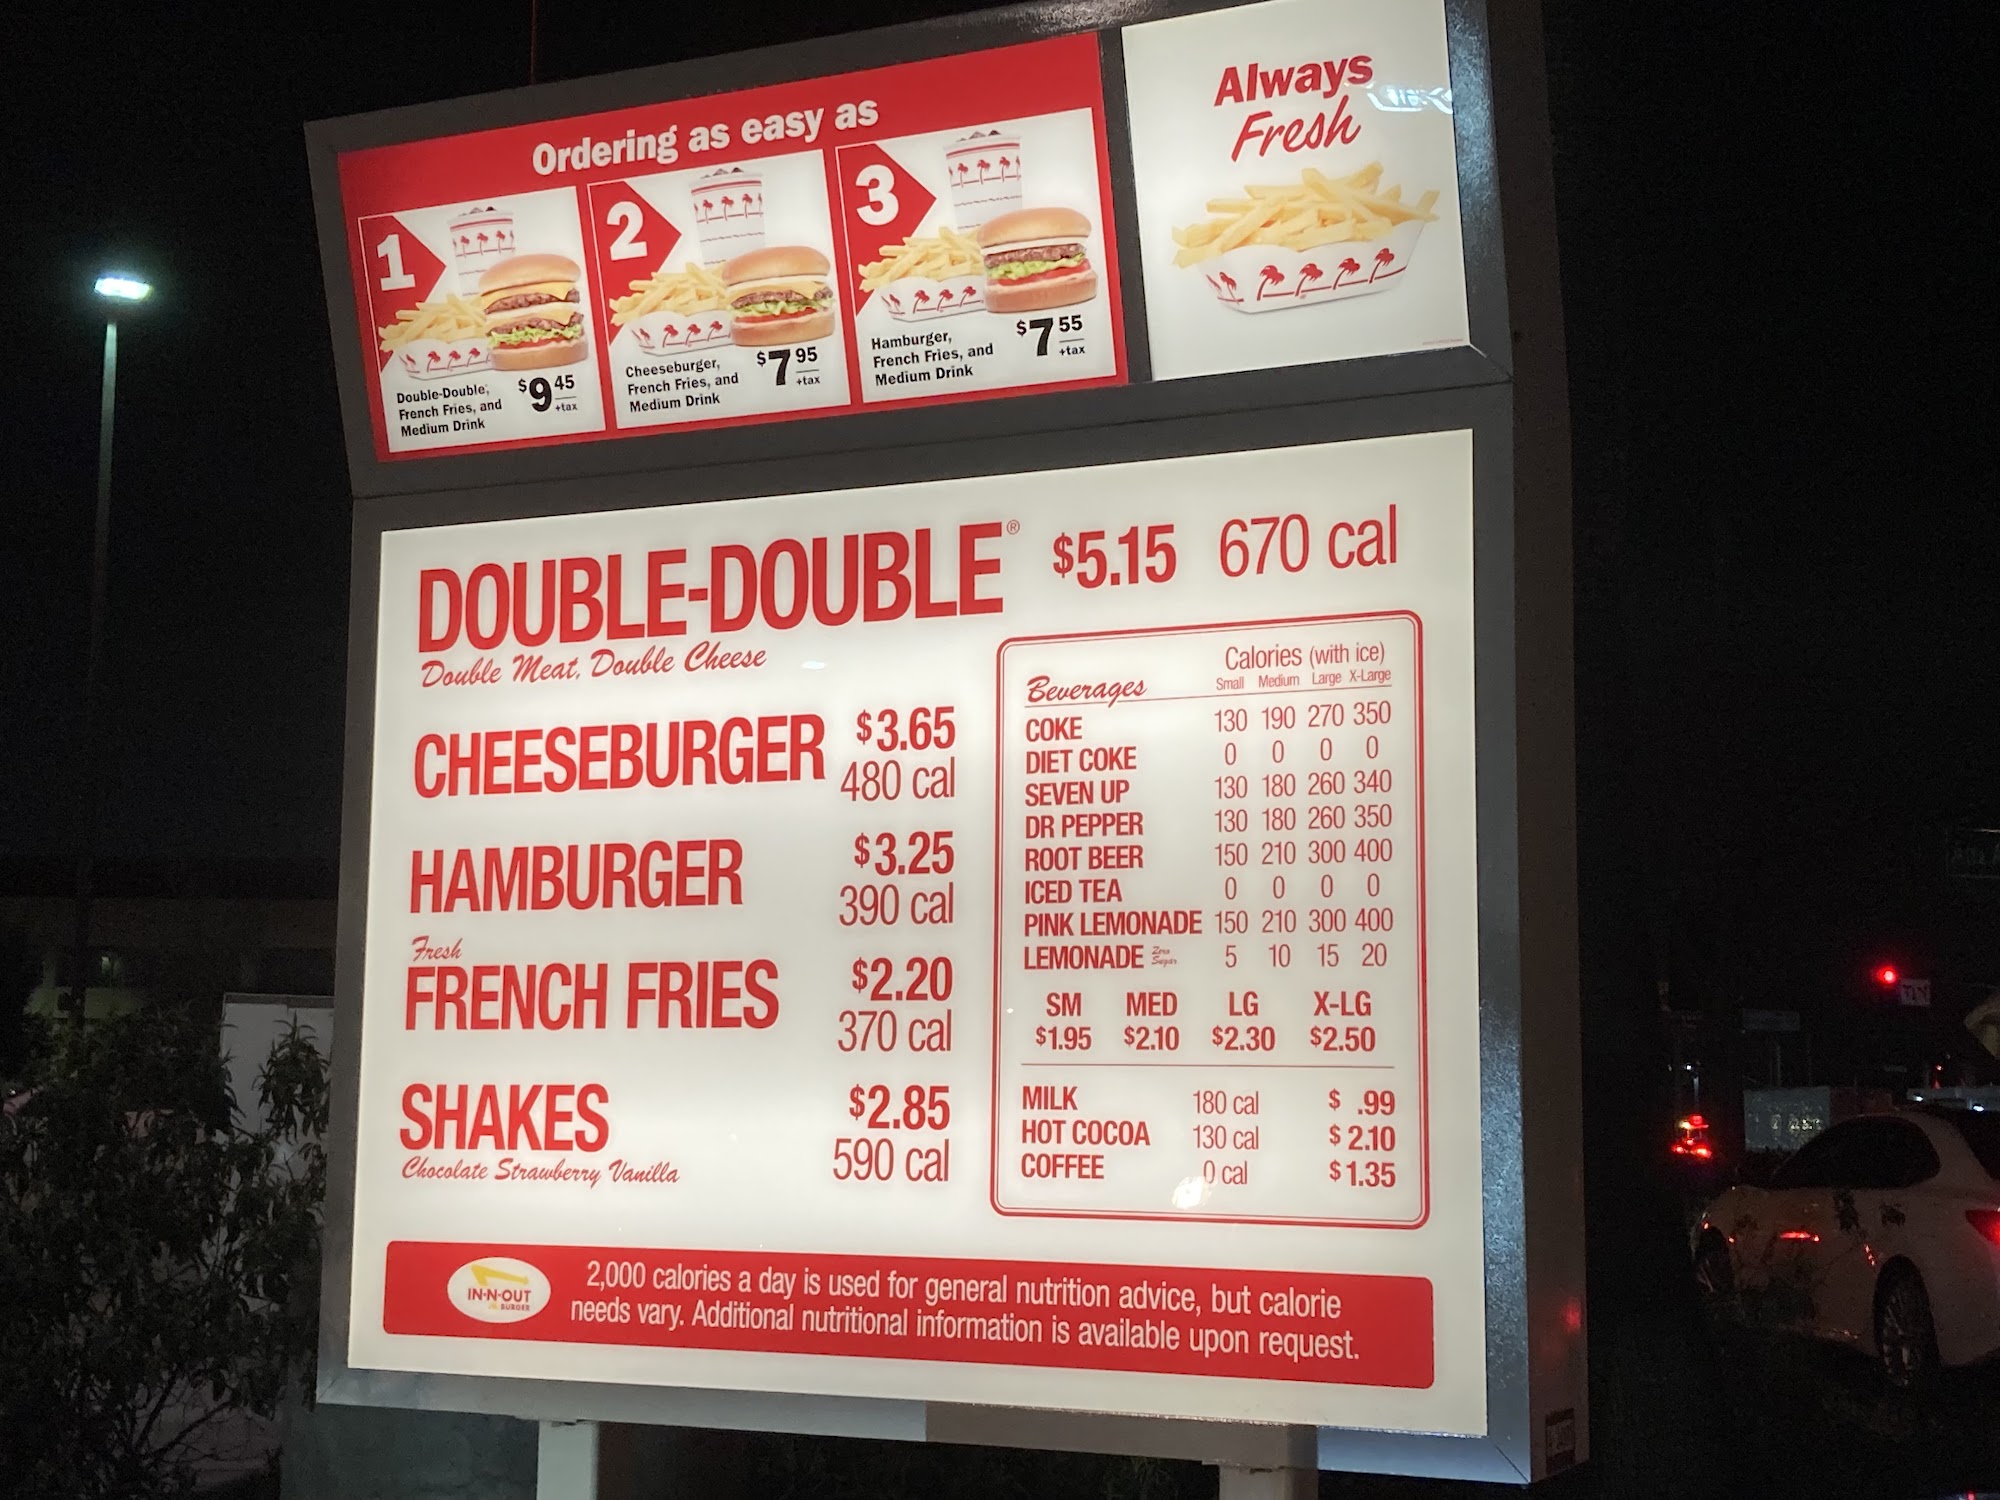 Ordering as easy as
1
Double-Double,
French Fries, and
Medium Drink
$9 45
+tax
2
Cheeseburger,
French Fries, and
Medium Drink
$7 95
+tax
3
Hamburger,
French Fries, and
Medium Drink
$7 55
+tax
Always
Fresh
DOUBLE-DOUBLE® $5.15 670 cal
Double Meat, Double Cheese
CHEESEBURGER $3.65
480 cal
HAMBURGER $3.25
390 cal
Fresh
FRENCH FRIES $2.20
370 cal
SHAKES $2.85
590 cal
Chocolate Strawberry Vanilla
Calories (with ice)
Beverages Small Medium Large X-Large
COKE 130 190 270 350
DIET COKE 0 0 0 0
SEVEN UP 130 180 260 340
DR PEPPER 130 180 260 350
ROOT BEER 150 210 300 400
ICED TEA 0 0 0 0
PINK LEMONADE 150 210 300 400
LEMONADE Zero Sugar 5 10 15 20
SM MED LG X-LG
$1.95 $2.10 $2.30 $2.50
MILK 180 cal $ .99
HOT COCOA 130 cal $ 2.10
COFFEE 0 cal $ 1.35
IN-N-OUT
BURGER
2,000 calories a day is used for general nutrition advice, but calorie
needs vary. Additional nutritional information is available upon request.